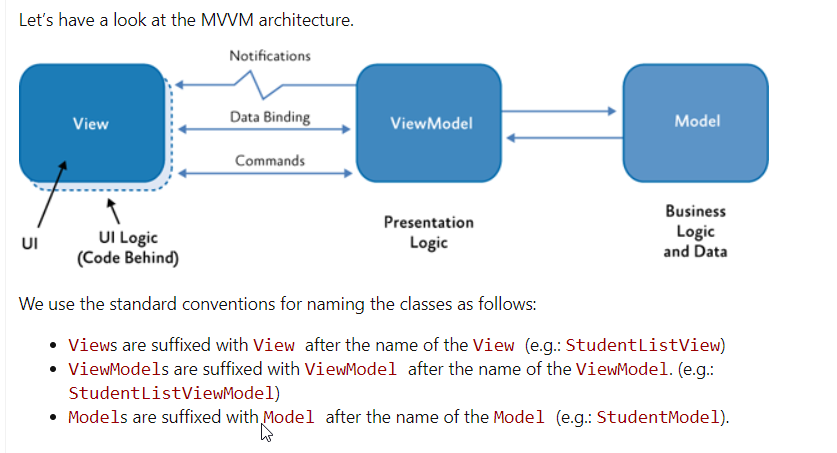 Let's have a look at the MVVM architecture.
Notifications
View
Data Binding
ViewModel
Model
Commands
UI
UI Logic
(Code Behind)
Presentation
Logic
Business
Logic
and Data
We use the standard conventions for naming the classes as follows:
• Views are suffixed with View after the name of the View (e.g.: StudentListView)
• ViewModels are suffixed with ViewModel after the name of the ViewModel. (e.g.:
StudentListViewModel)
• Models are suffixed with Model after the name of the Model (e.g.: StudentModel).